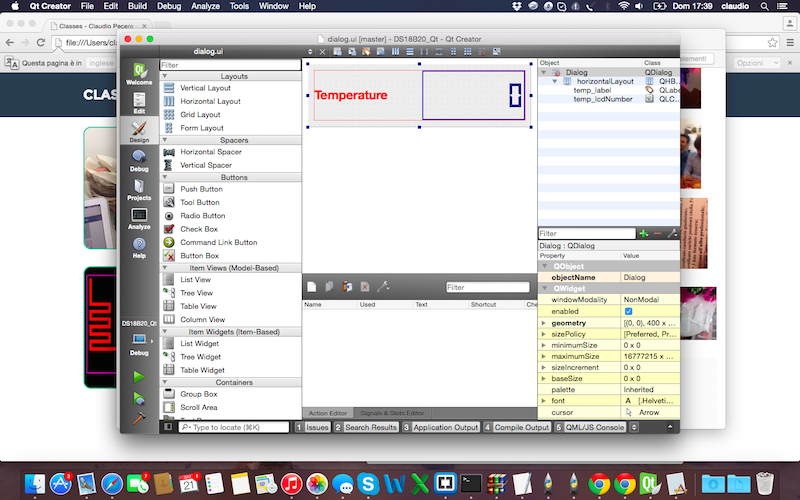 Qt Creator File Edit Build Debug Analyze Tools Window Help Dom 17:39 claudio
Classes - Claudio Pecere
file:///Users/cl
Questa pagina è in inglese
Opzioni
CLAS
dialog.ui [master] - DS18B20_Qt - Qt Creator
dialog.ui
Welcome
Edit
Design
Debug
Projects
Analyze
Help
DS18B20_Qt
Debug
Filter
Layouts
Vertical Layout
Horizontal Layout
Grid Layout
Form Layout
Spacers
Horizontal Spacer
Vertical Spacer
Buttons
Push Button
Tool Button
Radio Button
Check Box
Command Link Button
Button Box
Item Views (Model-Based)
List View
Tree View
Table View
Column View
Item Widgets (Item-Based)
List Widget
Tree Widget
Table Widget
Containers
Group Box
Scroll Area
Temperature
0
Filter
Name Used Text Shortcut Che
Action Editor Signals & Slots Editor
Object Class
Dialog QDialog
horizontalLayout QHB...
temp_label QLabe
temp_lcdNumber QLC...
Filter
Dialog : QDialog
Property Value
QObject
objectName Dialog
QWidget
windowModality NonModal
enabled
geometry [(0, 0), 400 x ...
sizePolicy [Preferred, Pr...
minimumSize 0 x 0
maximumSize 16777215 x ...
sizeIncrement 0 x 0
baseSize 0 x 0
palette Inherited
font A [.Helveti...
cursor Arrow
Type to locate (⌘K)
1 Issues 2 Search Results 3 Application Output 4 Compile Output 5 QML/JS Console